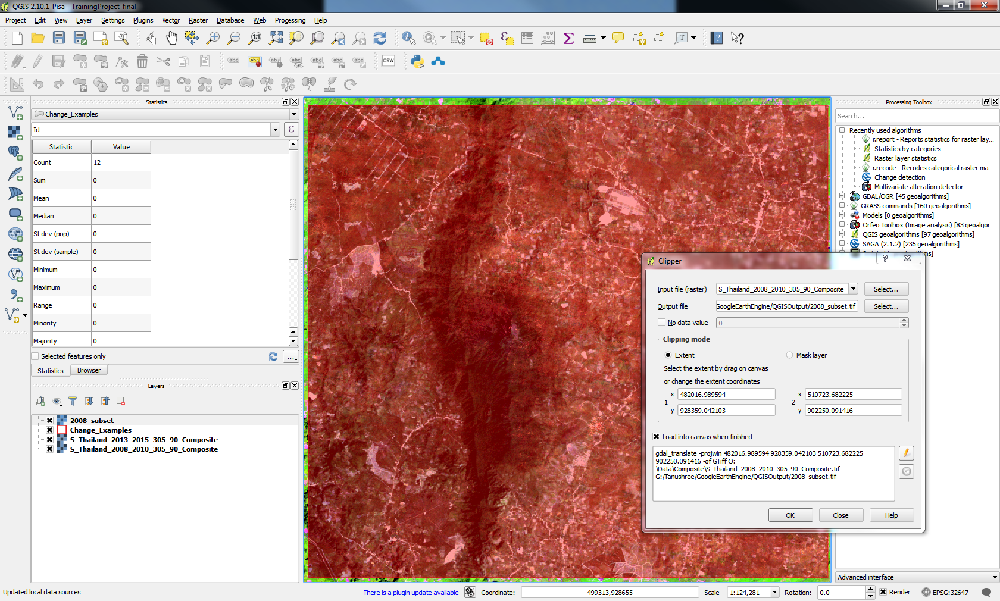 QGIS 2.10.1-Pisa - TrainingProject_final
Project Edit View Layer Settings Plugins Vector Raster Database Web Processing Help
abc ab abc abc abc abc abc CSW
Statistics
Change_Examples
Id
Statistic Value
Count 12
Sum 0
Mean 0
Median 0
St dev (pop) 0
St dev (sample) 0
Minimum 0
Maximum 0
Range 0
Minority 0
Majority 0
Selected features only
...
Statistics Browser
Layers
2008_subset
Change_Examples
S_Thailand_2013_2015_305_90_Composite
S_Thailand_2008_2010_305_90_Composite
Processing Toolbox
Search...
Recently used algorithms
r.report - Reports statistics for raster lay...
Statistics by categories
Raster layer statistics
r.recode - Recodes categorical raster ma...
Change detection
Multivariate alteration detector
GDAL/OGR [45 geoalgorithms]
GRASS commands [160 geoalgorithms]
Models [0 geoalgorithms]
Orfeo Toolbox (Image analysis) [83 geoalgor...
QGIS geoalgorithms [97 geoalgorithms]
SAGA (2.1.2) [235 geoalgorithms]
Clipper
Input file (raster) S_Thailand_2008_2010_305_90_Composite Select...
Output file GoogleEarthEngine/QGISOutput/2008_subset.tif Select...
No data value 0
Clipping mode
Extent Mask layer
Select the extent by drag on canvas
or change the extent coordinates
x 482016.989594 x 510723.682225
1 2
y 928359.042103 y 902250.091416
Load into canvas when finished
gdal_translate -projwin 482016.989594 928359.042103 510723.682225
902250.091416 -of GTiff O:
\Data\Composite\S_Thailand_2008_2010_305_90_Composite.tif
G:/Tanushree/GoogleEarthEngine/QGISOutput/2008_subset.tif
OK Close Help
Advanced interface
Updated local data sources There is a plugin update available Coordinate: 499313,928655 Scale 1:124,281 Rotation: 0.0 Render EPSG:32647